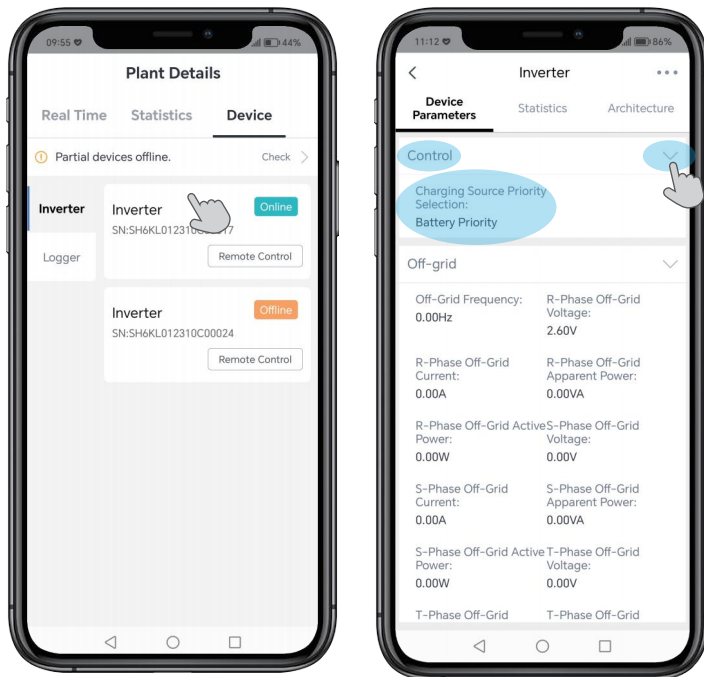 09:55
44%
Plant Details
Real Time Statistics Device
Partial devices offline. Check
Inverter
Inverter Online
Logger
Remote Control
Inverter Offline
SN:SH6KL012310C00024
Remote Control
11:12
86%
Inverter
Device Parameters
Statistics
Architecture
Control
Charging Source Priority
Selection:
Battery Priority
Off-grid
Off-Grid Frequency:
0.00Hz
R-Phase Off-Grid
Voltage:
2.60V
R-Phase Off-Grid
Current:
0.00A
R-Phase Off-Grid
Apparent Power:
0.00VA
R-Phase Off-Grid Active
Power:
0.00W
S-Phase Off-Grid
Voltage:
0.00V
S-Phase Off-Grid
Current:
0.00A
S-Phase Off-Grid
Apparent Power:
0.00VA
S-Phase Off-Grid Active
Power:
0.00W
T-Phase Off-Grid
Voltage:
0.00V
T-Phase Off-Grid
T-Phase Off-Grid